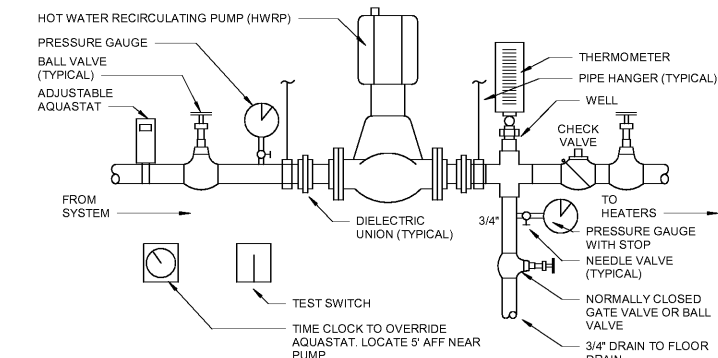 HOT WATER RECIRCULATING PUMP (HWRP)
PRESSURE GAUGE
BALL VALVE
(TYPICAL)
ADJUSTABLE
AQUASTAT
THERMOMETER
PIPE HANGER (TYPICAL)
WELL
CHECK
VALVE
FROM
SYSTEM
DIELECTRIC
UNION (TYPICAL)
3/4"
TO
HEATERS
PRESSURE GAUGE
WITH STOP
NEEDLE VALVE
(TYPICAL)
TEST SWITCH
NORMALLY CLOSED
GATE VALVE OR BALL
VALVE
TIME CLOCK TO OVERRIDE
AQUASTAT. LOCATE 5' AFF NEAR
PUMP
3/4" DRAIN TO FLOOR
DRAIN